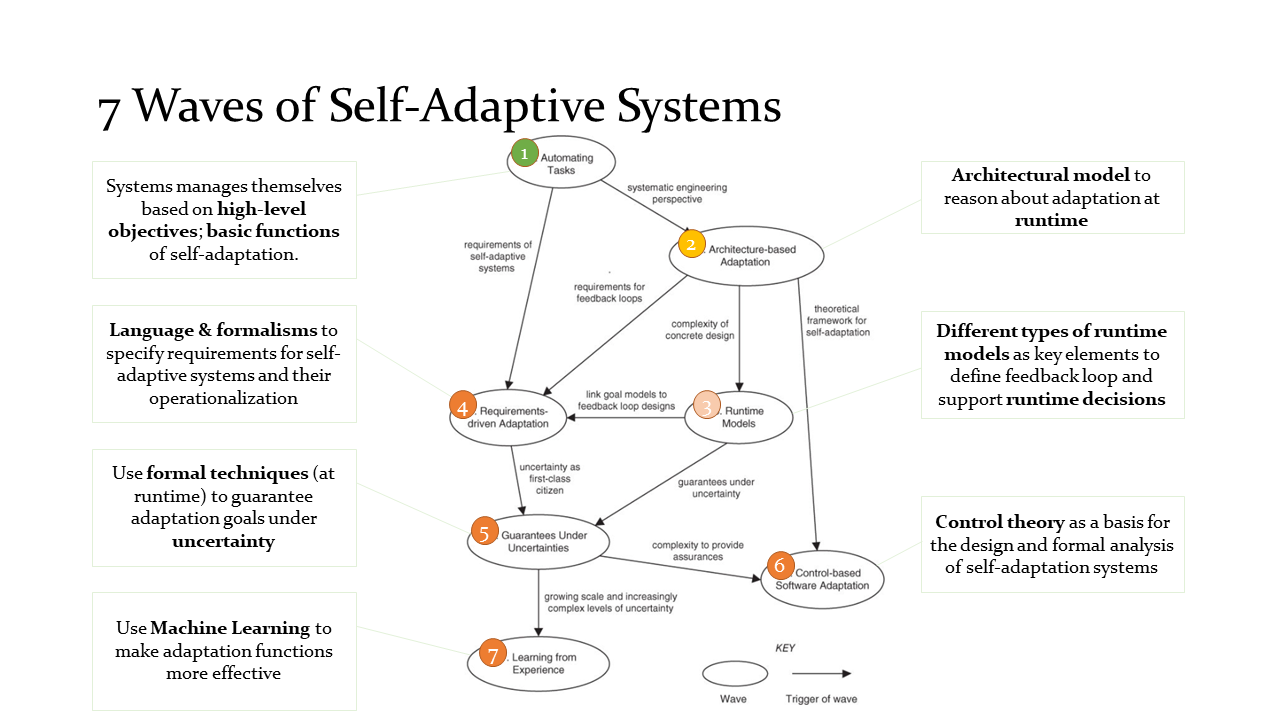 7 Waves of Self-Adaptive Systems
1
Automating
Tasks
Systems manages themselves
based on high-level
objectives; basic functions
of self-adaptation.
systematic engineering
perspective
Architectural model to
reason about adaptation at
runtime
2
. Architecture-based
Adaptation
requirements of
self-adaptive
systems
requirements for
feedback loops
complexity of
concrete design
theoretical
framework for
self-adaptation
Language & formalisms to
specify requirements for self-
adaptive systems and their
operationalization
Different types of runtime
models as key elements to
define feedback loop and
support runtime decisions
4
. Requirements-
driven Adaptation
link goal models to
feedback loop designs
3
. Runtime
Models
uncertainty as
first-class
citizen
guarantees under
uncertainty
Use formal techniques (at
runtime) to guarantee
adaptation goals under
uncertainty
5
Guarantees Under
Uncertainties
complexity to provide
assurances
6
. Control-based
Software Adaptation
Control theory as a basis for
the design and formal analysis
of self-adaptation systems
growing scale and increasingly
complex levels of uncertainty
Use Machine Learning to
make adaptation functions
more effective
7
. Learning from
Experience
KEY
Wave
Trigger of wave